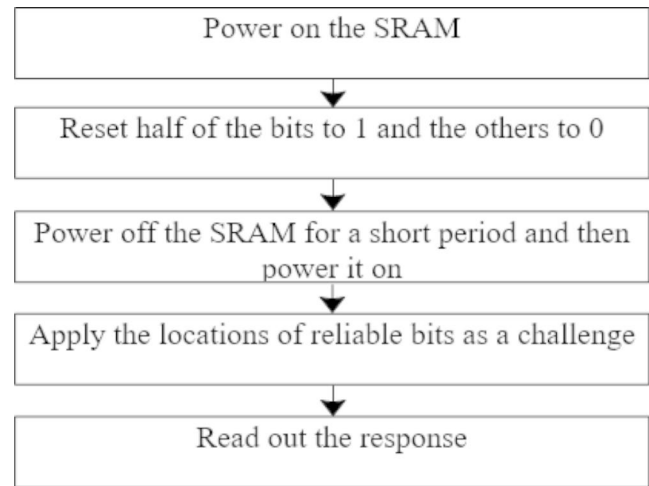 Power on the SRAM
Reset half of the bits to 1 and the others to 0
Power off the SRAM for a short period and then
power it on
Apply the locations of reliable bits as a challenge
Read out the response